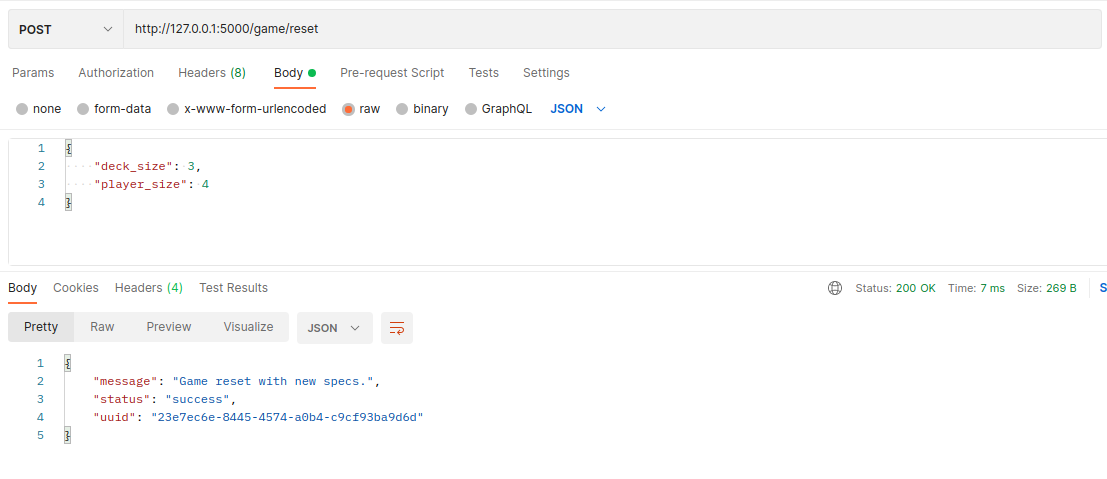 POST http://127.0.0.1:5000/game/reset
Params Authorization Headers (8) Body Pre-request Script Tests Settings
none form-data x-www-form-urlencoded raw binary GraphQL JSON
1 {
2 "deck_size": 3,
3 "player_size": 4
4 }
Body Cookies Headers (4) Test Results Status: 200 OK Time: 7 ms Size: 269 B S
Pretty Raw Preview Visualize JSON
1 {
2 "message": "Game reset with new specs.",
3 "status": "success",
4 "uuid": "23e7ec6e-8445-4574-a0b4-c9cf93ba9d6d"
5 }